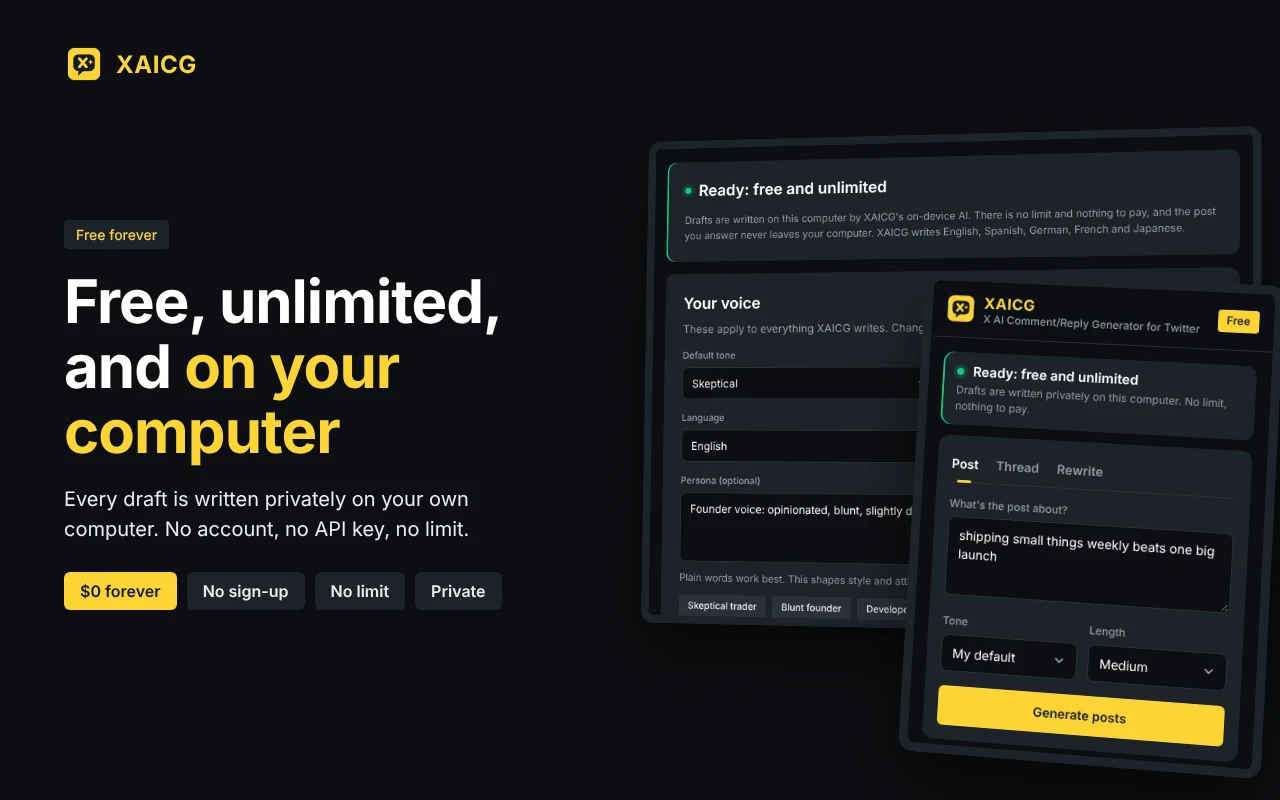 XAICG
Free forever
Free, unlimited,
and on your
computer
Every draft is written privately on your own
computer. No account, no API key, no limit.
$0 forever
No sign-up
No limit
Private
Ready: free and unlimited
Drafts are written on this computer by XAICG's on-device AI. There is no limit and nothing to pay, and the post
you answer never leaves your computer. XAICG writes English, Spanish, German, French and Japanese.
Your voice
These apply to everything XAICG writes.
Default tone
Skeptical
Language
English
Persona (optional)
Founder voice: opinionated, blunt, slightly
Plain words work best. This shapes style and
Skeptical trader
Blunt founder
XAICG
X AI Comment/Reply Generator for Twitter
Free
Ready: free and unlimited
Drafts are written privately on this computer. No limit,
nothing to pay.
Post
Thread
Rewrite
What's the post about?
shipping small things weekly beats one big
launch
Tone
Length
My default
Medium
Generate posts